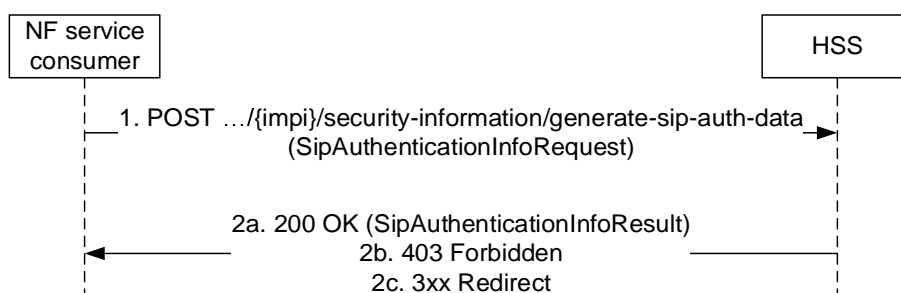 NF service
consumer
HSS
1. POST …/{impi}/security-information/generate-sip-auth-data
(SipAuthenticationInfoRequest)
2a. 200 OK (SipAuthenticationInfoResult)
2b. 403 Forbidden
2c. 3xx Redirect